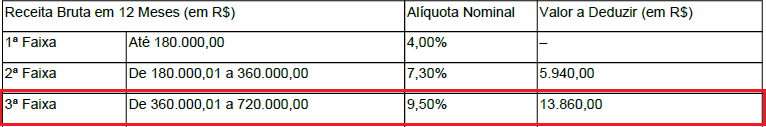 Receita Bruta em 12 Meses (em R$) Alíquota Nominal Valor a Deduzir (em R$)
1ª Faixa Até 180.000,00 4,00% –
2ª Faixa De 180.000,01 a 360.000,00 7,30% 5.940,00
3ª Faixa De 360.000,01 a 720.000,00 9,50% 13.860,00